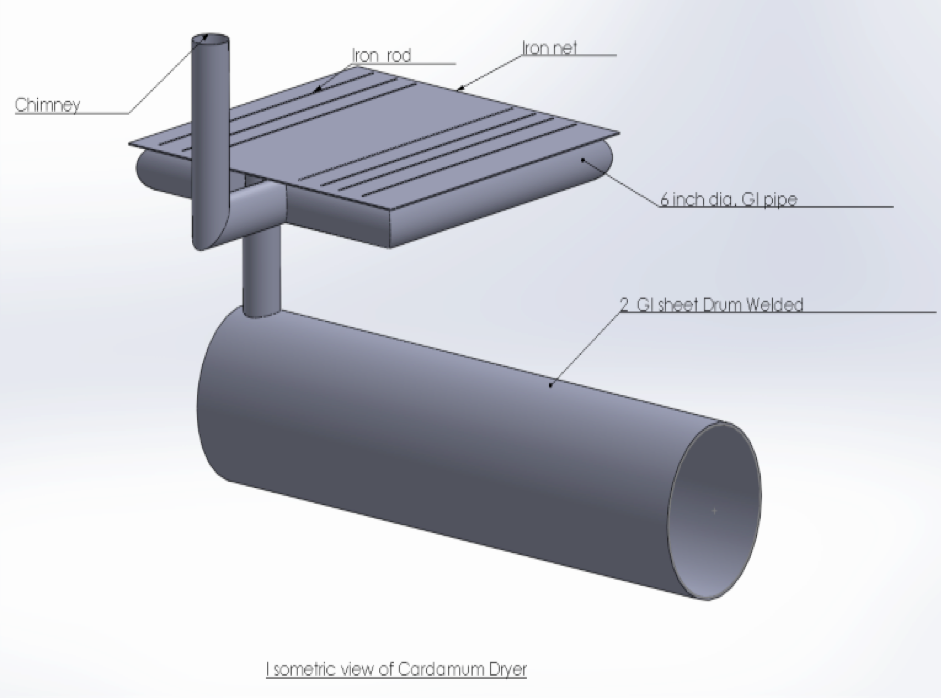 Iron rod
Iron net
Chimney
6 inch dia. GI pipe
2 GI sheet Drum Welded
Isometric view of Cardamum Dryer